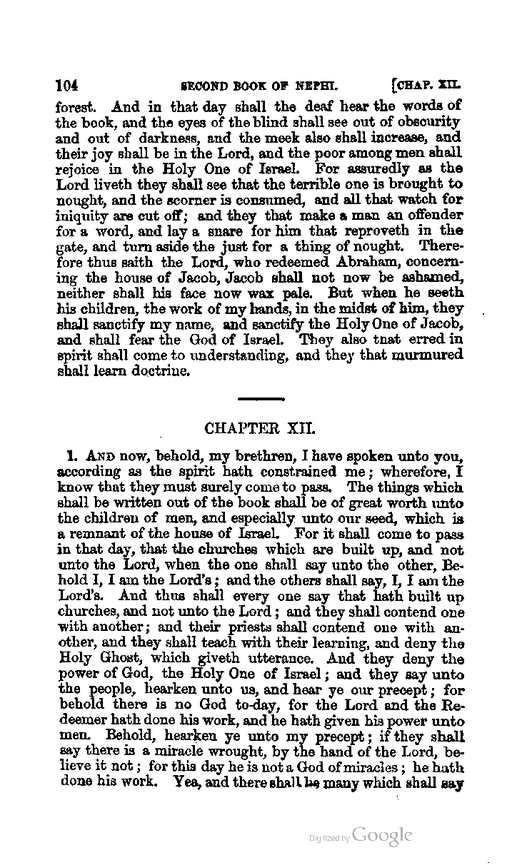 104 SECOND BOOK OF NEPHI. [CHAP. XII.
forest. And in that day shall the deaf hear the words of
the book, and the eyes of the blind shall see out of obscurity
and out of darkness, and the meek also shall increase, and
their joy shall be in the Lord, and the poor among men shall
rejoice in the Holy One of Israel. For assuredly as the
Lord liveth they shall see that the terrible one is brought to
nought, and the scorner is consumed, and all that watch for
iniquity are cut off; and they that make a man an offender
for a word, and lay a snare for him that reproveth in the
gate, and turn aside the just for a thing of nought. There-
fore thus saith the Lord, who redeemed Abraham, concern-
ing the house of Jacob, Jacob shall not now be ashamed,
neither shall his face now wax pale. But when he seeth
his children, the work of my hands, in the midst of him, they
shall sanctify my name, and sanctify the Holy One of Jacob,
and shall fear the God of Israel. They also tnat erred in
spirit shall come to understanding, and they that murmured
shall learn doctrine.
CHAPTER XII.
1. AND now, behold, my brethren, I have spoken unto you,
according as the spirit hath constrained me; wherefore, I
know that they must surely come to pass. The things which
shall be written out of the book shall be of great worth unto
the children of men, and especially unto our seed, which is
a remnant of the house of Israel. For it shall come to pass
in that day, that the churches which are built up, and not
unto the Lord, when the one shall say unto the other, Be-
hold I, I am the Lord's; and the others shall say, I, I am the
Lord's. And thus shall every one say that hath built up
churches, and not unto the Lord; and they shall contend one
with another; and their priests shall contend one with an-
other, and they shall teach with their learning, and deny the
Holy Ghost, which giveth utterance. And they deny the
power of God, the Holy One of Israel; and they say unto
the people, hearken unto us, and hear ye our precept; for
behold there is no God to-day, for the Lord and the Re-
deemer hath done his work, and he hath given his power unto
men. Behold, hearken ye unto my precept; if they shall
say there is a miracle wrought, by the hand of the Lord, be-
lieve it not; for this day he is not a God of miracles; he hath
done his work. Yea, and there shall be many which shall say
Digitized by Google